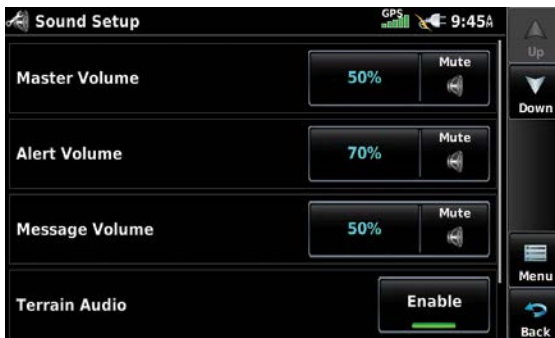 Sound Setup
GPS
9:45A
Up
Master Volume
50%
Mute
Down
Alert Volume
70%
Mute
Message Volume
50%
Mute
Menu
Terrain Audio
Enable
Back